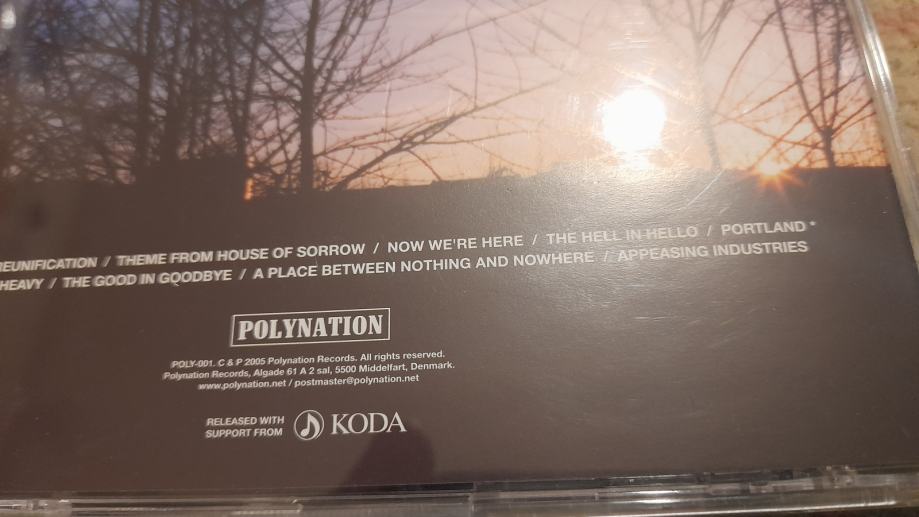 REUNIFICATION / THEME FROM HOUSE OF SORROW / NOW WE'RE HERE / THE HELL IN HELLO / PORTLAND*
HEAVY / THE GOOD IN GOODBYE / A PLACE BETWEEN NOTHING AND NOWHERE / APPEASING INDUSTRIES
POLYNATION
POLY-001. C & P 2005 Polynation Records. All rights reserved.
Polynation Records, Algade 61 A 2 sal, 5500 Middelfart, Denmark.
www.polynation.net / postmaster@polynation.net
RELEASED WITH
SUPPORT FROM
KODA